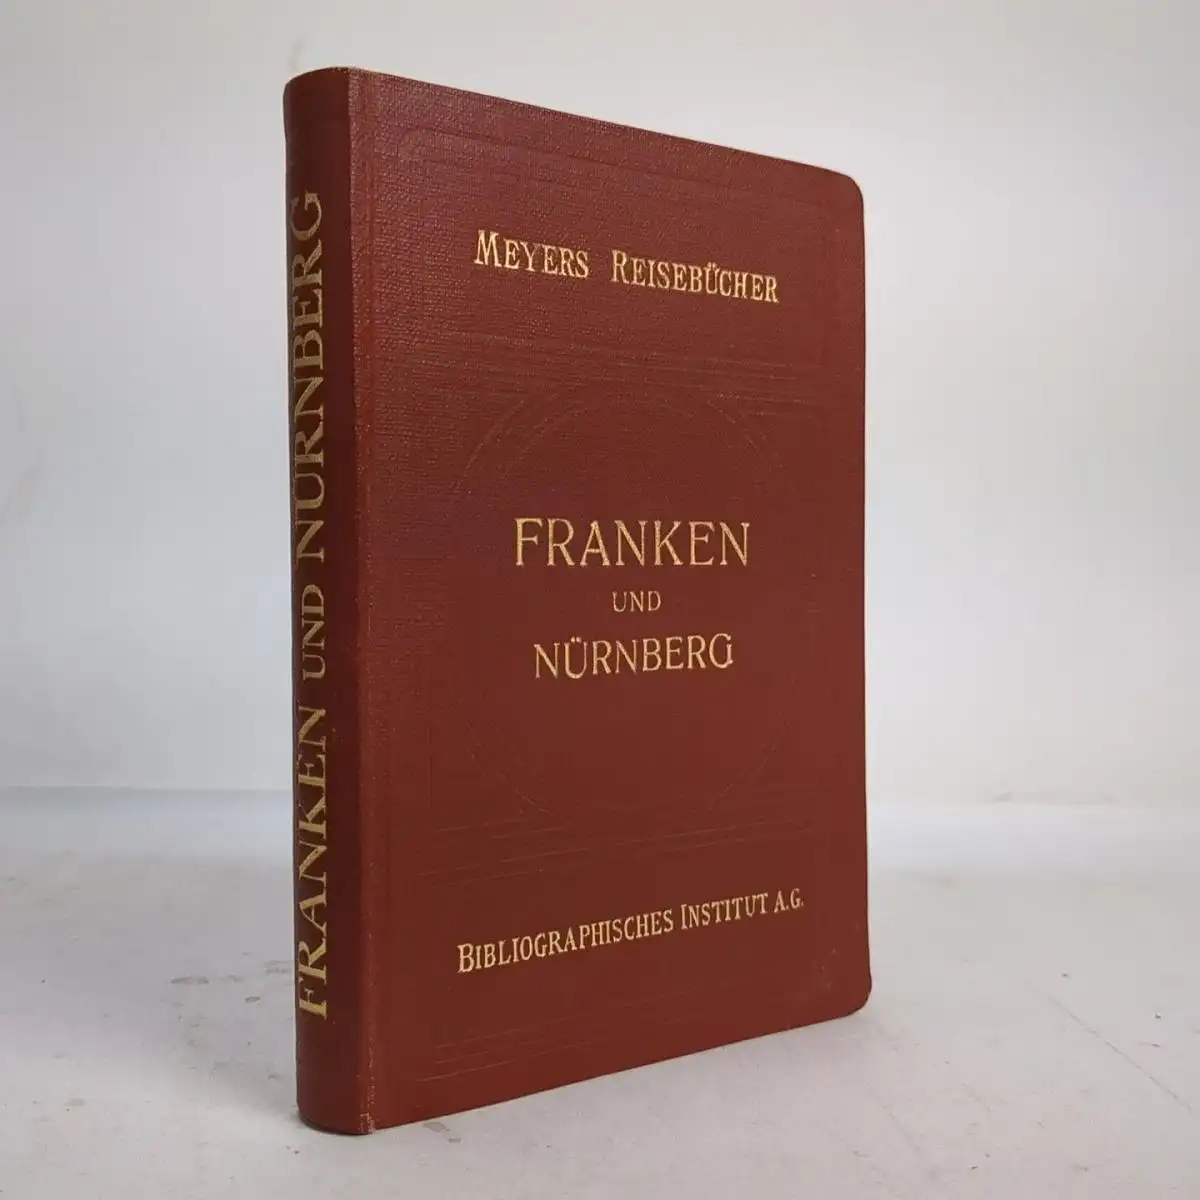 FRANKEN UND NÜRNBERG
MEYERS REISEBÜCHER
FRANKEN
UND
NÜRNBERG
BIBLIOGRAPHISCHES INSTITUT A.G.